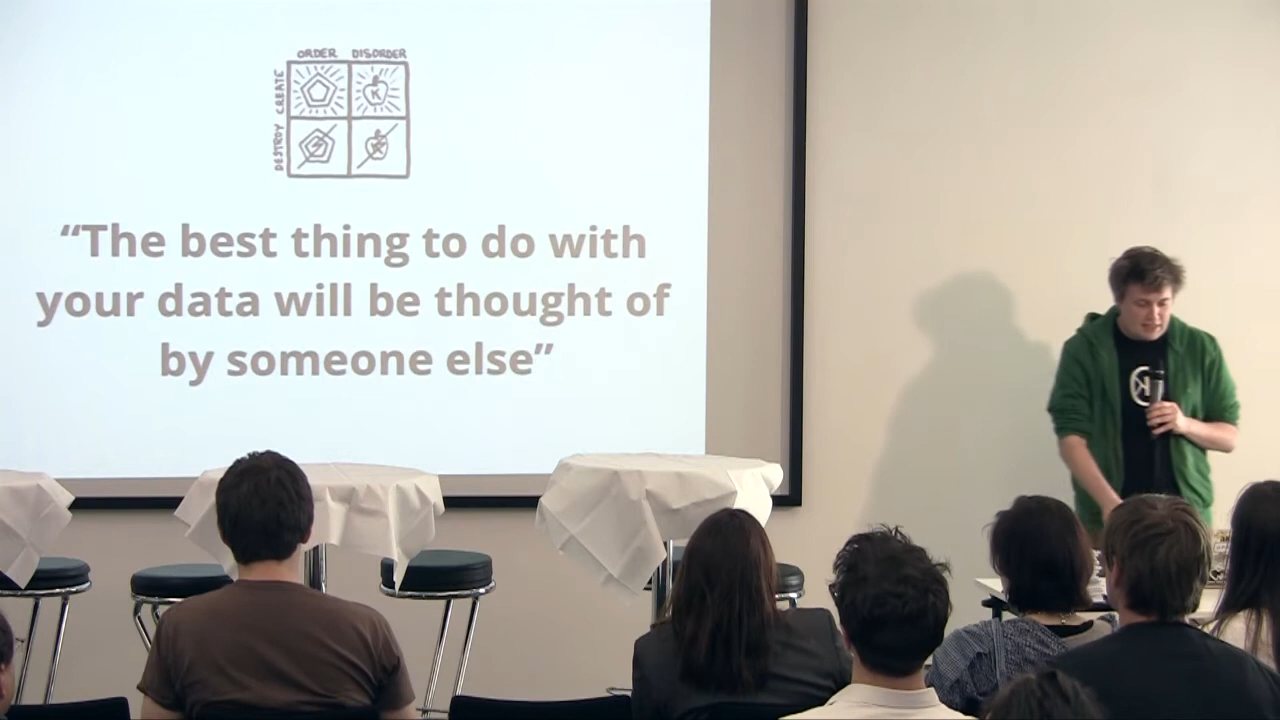 ORDER DISORDER
CREATE
DESTROY
K
“The best thing to do with
your data will be thought of
by someone else”